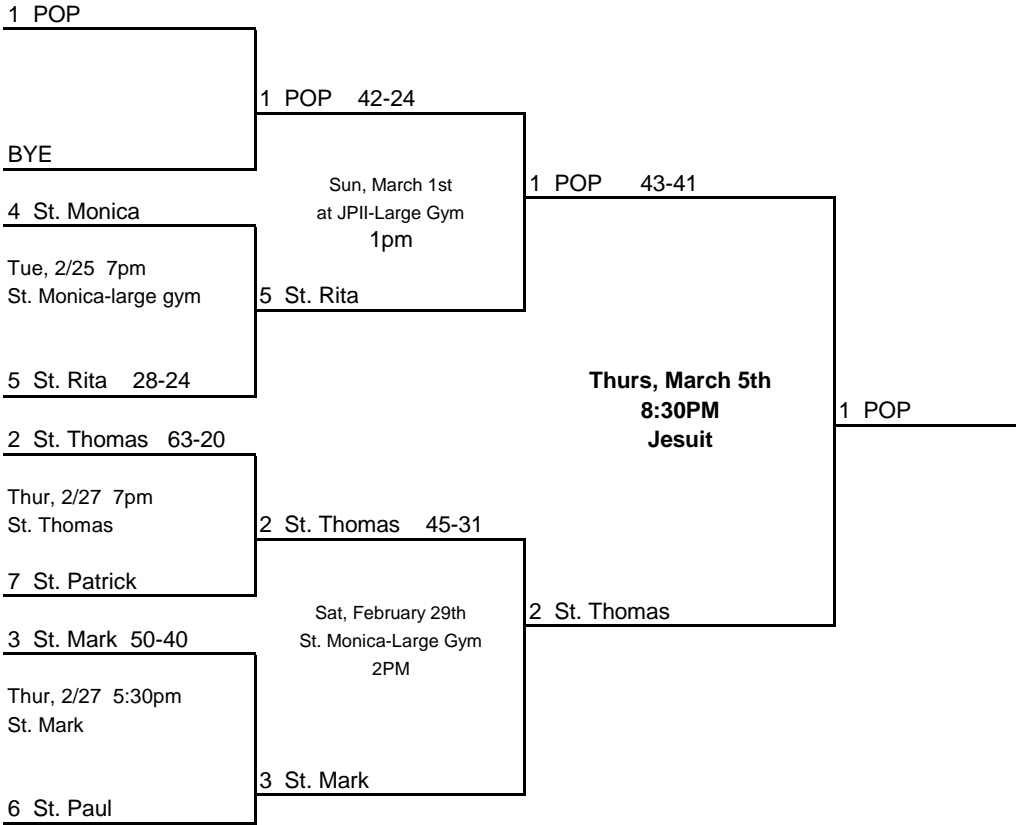 1 POP
1 POP 42-24
BYE
Sun, March 1st
at JPII-Large Gym
1pm
1 POP 43-41
4 St. Monica
Tue, 2/25 7pm
St. Monica-large gym
5 St. Rita
5 St. Rita 28-24
Thurs, March 5th
8:30PM
Jesuit
1 POP
2 St. Thomas 63-20
Thur, 2/27 7pm
St. Thomas
2 St. Thomas 45-31
7 St. Patrick
Sat, February 29th
St. Monica-Large Gym
2PM
2 St. Thomas
3 St. Mark 50-40
Thur, 2/27 5:30pm
St. Mark
3 St. Mark
6 St. Paul